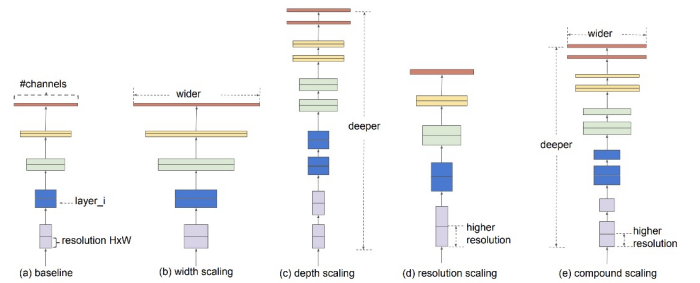 #channels
layer_i
resolution HxW
(a) baseline
wider
(b) width scaling
deeper
(c) depth scaling
higher
resolution
(d) resolution scaling
wider
deeper
higher
resolution
(e) compound scaling